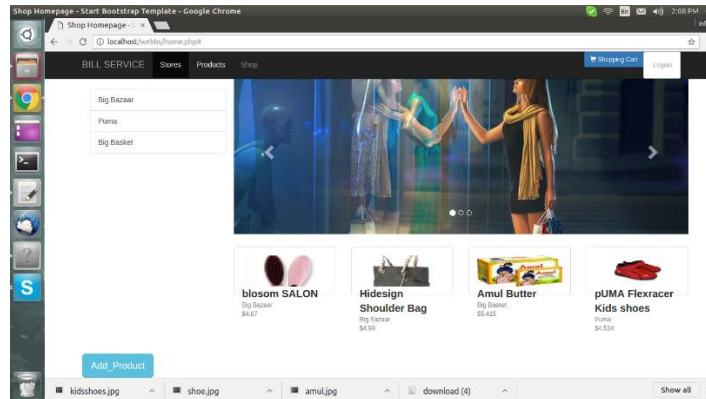 Shop Homepage - Start Bootstrap Template - Google Chrome
En
2:08 PM
Shop Homepage - S
localhost/webbs/home.php#
BILL SERVICE
Stores
Products
Shop
Shopping Cart
Logout
Big Bazaar
Puma
Big Basket
blosom SALON
Big Bazaar
$4.87
Hidesign
Shoulder Bag
Big Bazaar
$4.99
Amul Butter
Big Basket
$5.415
pUMA Flexracer
Kids shoes
Puma
$4.534
Amul
Add_Product
kidsshoes.jpg
shoe.jpg
amul.jpg
download (4)
Show all